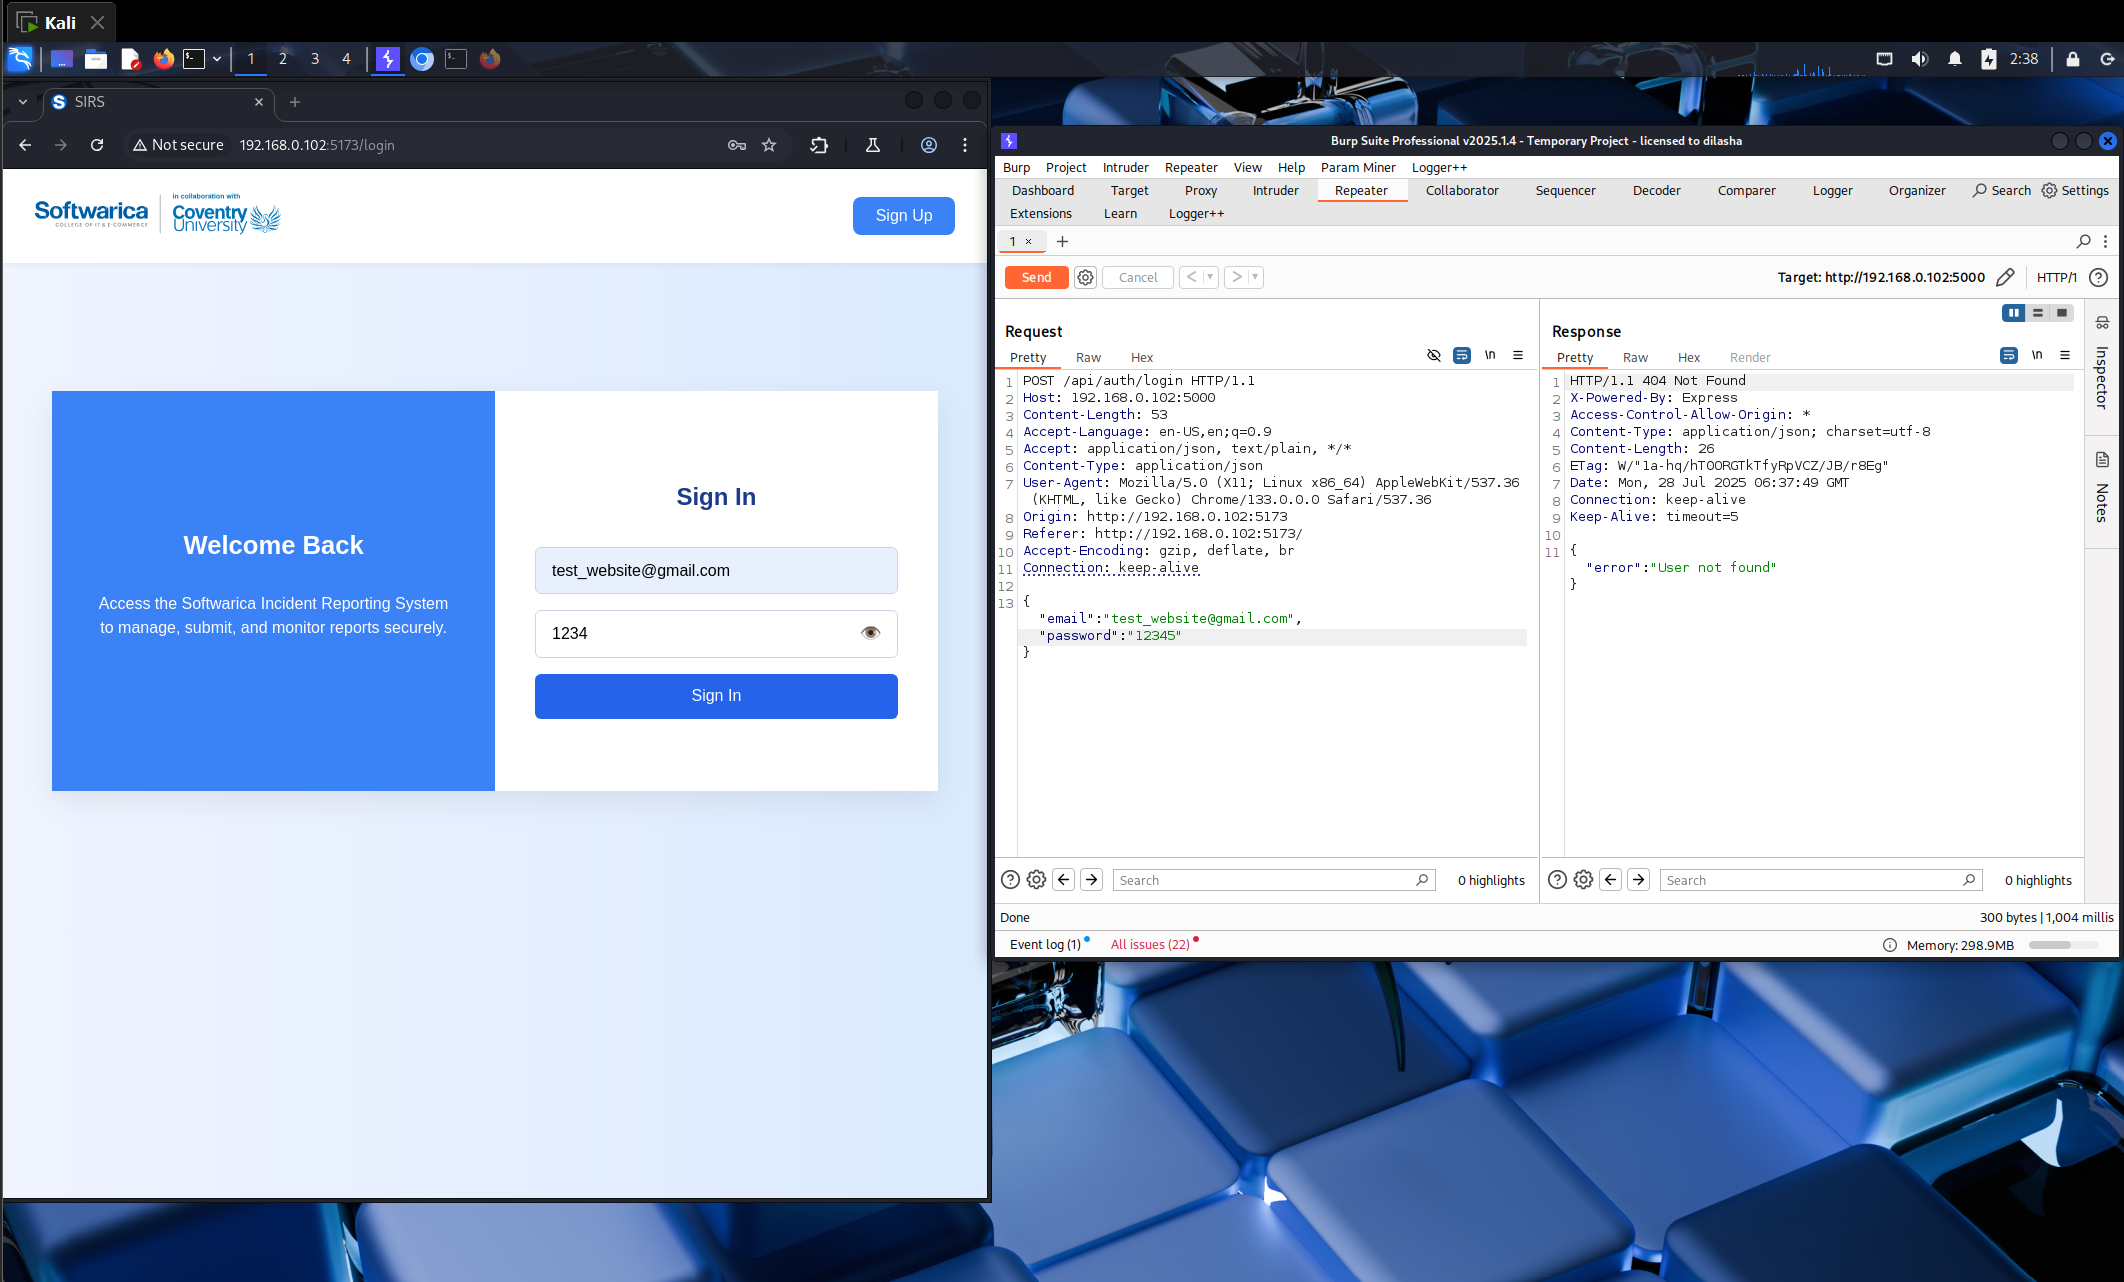 Kali
1 2 3 4
2:38
SIRS
Not secure 192.168.0.102:5173/login
Softwarica
COLLEGE OF IT & E-COMMERCE
in collaboration with
Coventry
University
Sign Up
Welcome Back
Access the Softwarica Incident Reporting System
to manage, submit, and monitor reports securely.
Sign In
test_website@gmail.com
1234
Sign In
Burp Suite Professional v2025.1.4 - Temporary Project - licensed to dilasha
Burp Project Intruder Repeater View Help Param Miner Logger++
Dashboard Target Proxy Intruder Repeater Collaborator Sequencer Decoder Comparer Logger Organizer Search Settings
Extensions Learn Logger++
1 × +
Send Cancel < > Target: http://192.168.0.102:5000 HTTP/1 ?
Request
Pretty Raw Hex \n
1 POST /api/auth/login HTTP/1.1
2 Host: 192.168.0.102:5000
3 Content-Length: 53
4 Accept-Language: en-US,en;q=0.9
5 Accept: application/json, text/plain, */*
6 Content-Type: application/json
7 User-Agent: Mozilla/5.0 (X11; Linux x86_64) AppleWebKit/537.36
(KHTML, like Gecko) Chrome/133.0.0.0 Safari/537.36
8 Origin: http://192.168.0.102:5173
9 Referer: http://192.168.0.102:5173/
10 Accept-Encoding: gzip, deflate, br
11 Connection: keep-alive
12
13 {
"email":"test_website@gmail.com",
"password":"12345"
}
Search 0 highlights
Response
Pretty Raw Hex Render \n
1 HTTP/1.1 404 Not Found
2 X-Powered-By: Express
3 Access-Control-Allow-Origin: *
4 Content-Type: application/json; charset=utf-8
5 Content-Length: 26
6 ETag: W/"1a-hq/hTOORGTkTfyRpVCZ/JB/r8Eg"
7 Date: Mon, 28 Jul 2025 06:37:49 GMT
8 Connection: keep-alive
9 Keep-Alive: timeout=5
10
11 {
"error":"User not found"
}
Search 0 highlights
Inspector
Notes
Done 300 bytes | 1,004 millis
Event log (1) All issues (22) Memory: 298.9MB